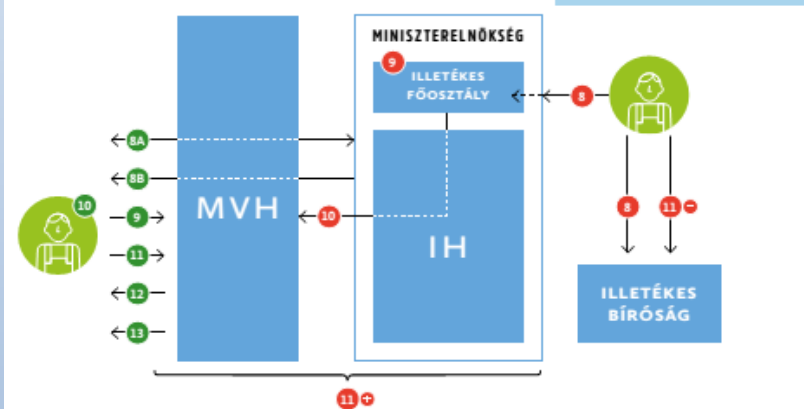 MINISZTERELNÖKSÉG
9
ILLETÉKES
FŐOSZTÁLY
8
8A
8B
MVH
10
9
10
8
11
IH
11
12
13
ILLETÉKES
BÍRÓSÁG
11